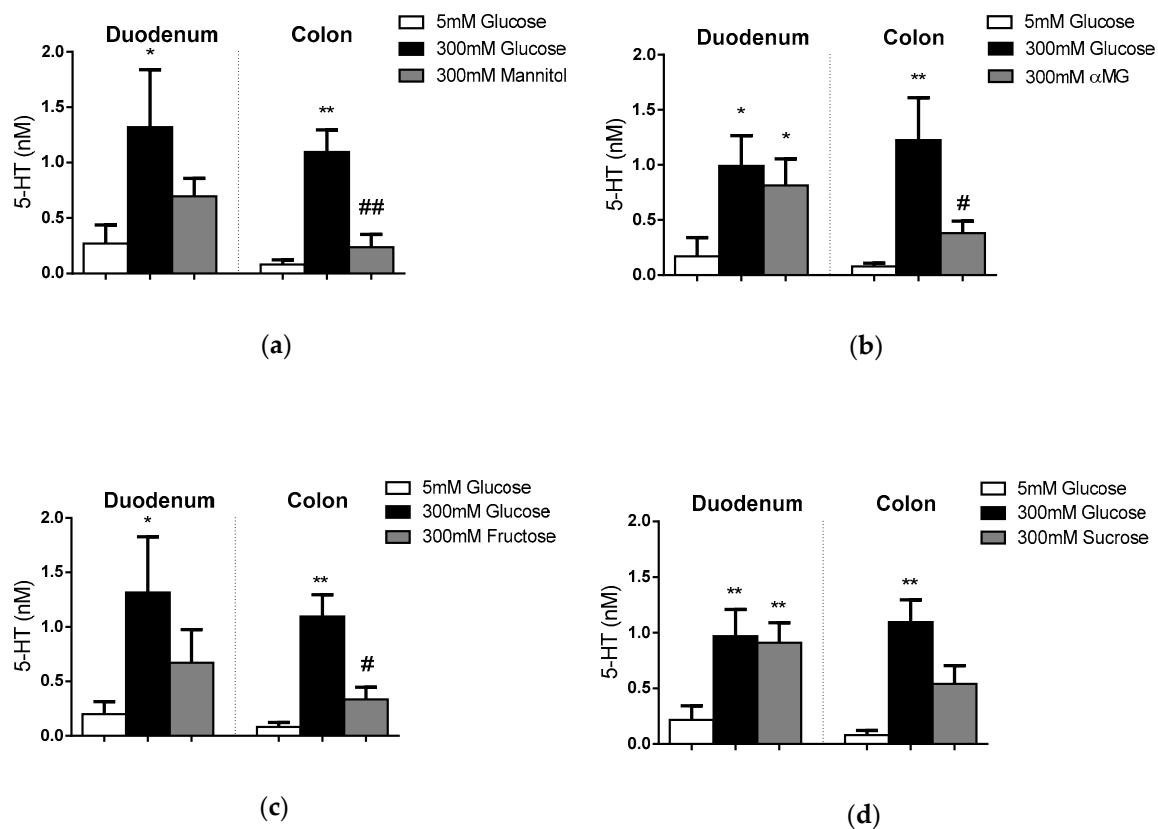 5mM Glucose
300mM Glucose
300mM Mannitol
Duodenum
Colon
2.0
1.5
1.0
0.5
0.0
5-HT (nM)
*
**
##
(a)
5mM Glucose
300mM Glucose
300mM αMG
Duodenum
Colon
2.0
1.5
1.0
0.5
0.0
5-HT (nM)
*
*
**
#
(b)
5mM Glucose
300mM Glucose
300mM Fructose
Duodenum
Colon
2.0
1.5
1.0
0.5
0.0
5-HT (nM)
*
**
#
(c)
5mM Glucose
300mM Glucose
300mM Sucrose
Duodenum
Colon
2.0
1.5
1.0
0.5
0.0
5-HT (nM)
**
**
**
(d)